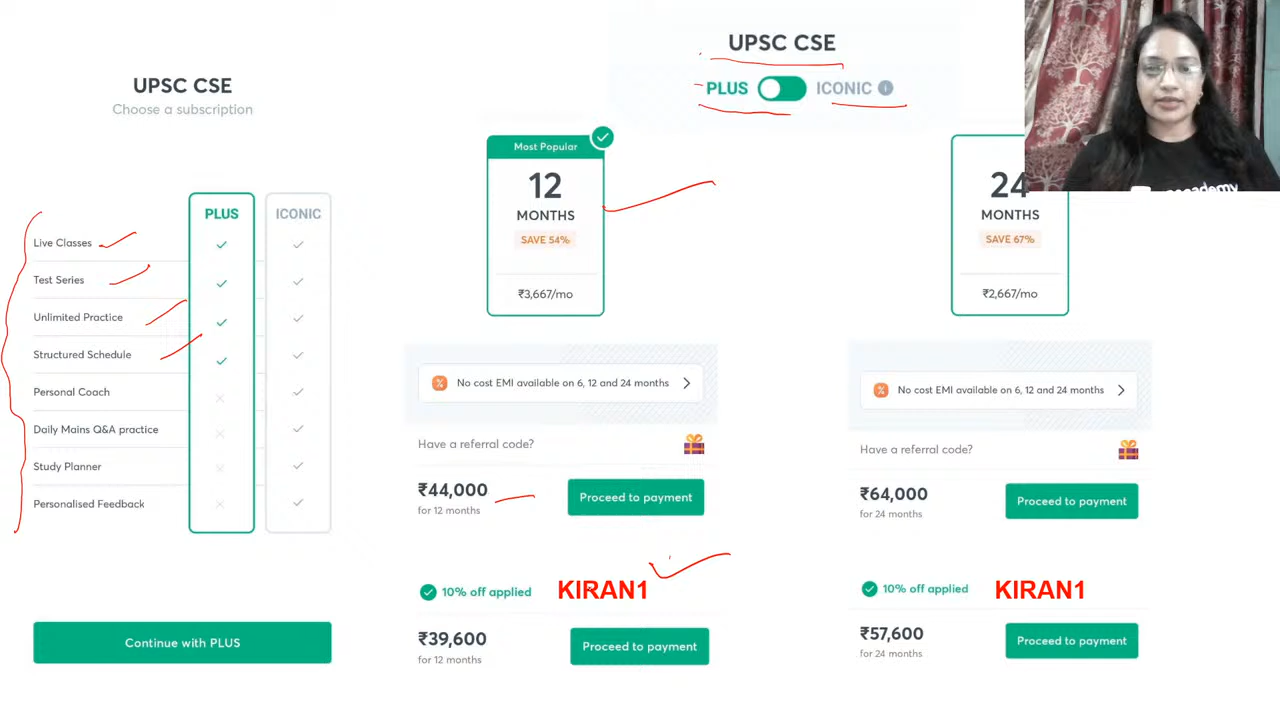 UPSC CSE
Choose a subscription
PLUS ICONIC
Live Classes
Test Series
Unlimited Practice
Structured Schedule
Personal Coach
Daily Mains Q&A practice
Study Planner
Personalised Feedback
Continue with PLUS
UPSC CSE
PLUS ICONIC i
Most Popular
12
MONTHS
SAVE 54%
₹3,667/mo
No cost EMI available on 6, 12 and 24 months
Have a referral code?
₹44,000
for 12 months
Proceed to payment
10% off applied KIRAN1
₹39,600
for 12 months
Proceed to payment
24
MONTHS
SAVE 67%
₹2,667/mo
No cost EMI available on 6, 12 and 24 months
Have a referral code?
₹64,000
for 24 months
Proceed to payment
10% off applied KIRAN1
₹57,600
for 24 months
Proceed to payment